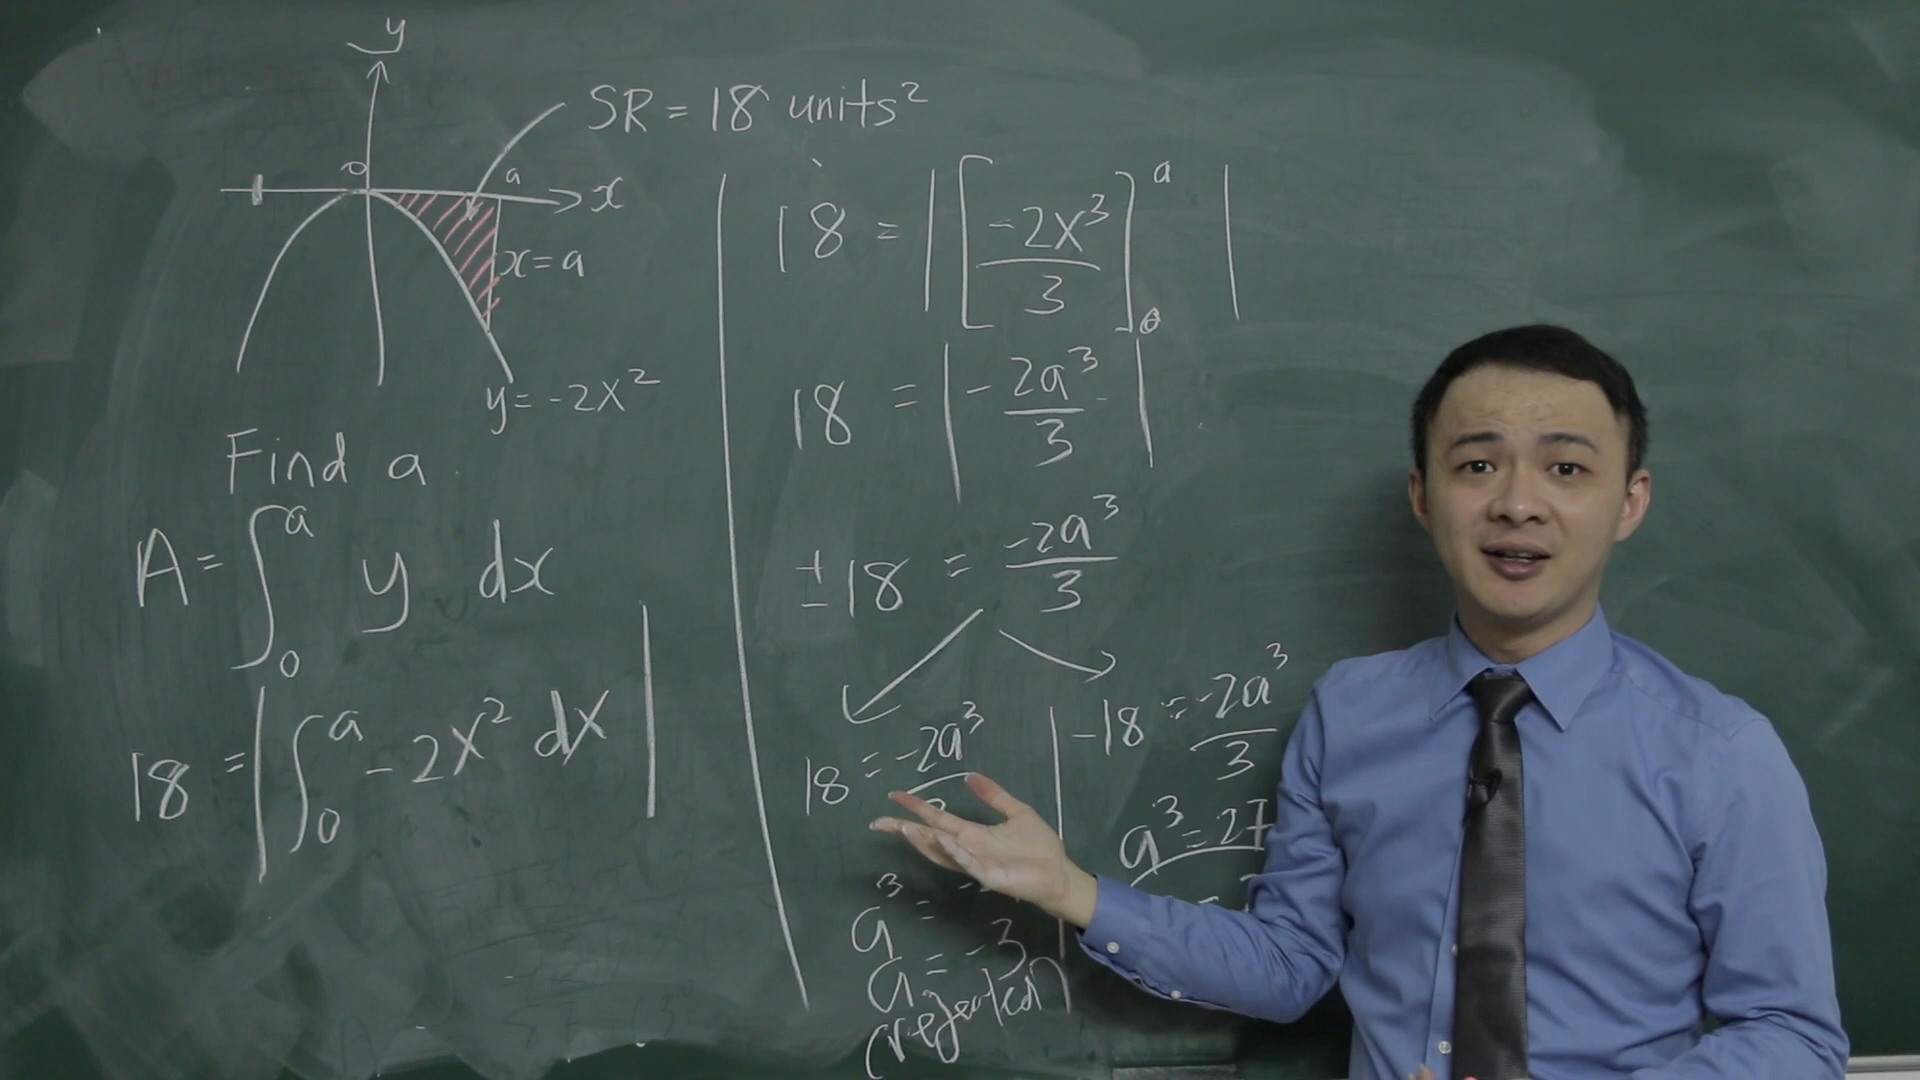 y
SR = 18 units²
0
a
x
x = a
y = -2x²
Find a
A = ∫₀ᵃ y dx
18 = | ∫₀ᵃ -2x² dx |
18 = | [ -2x³/3 ]₀ᵃ |
18 = | -2a³/3 |
± 18 = -2a³/3
18 = -2a³
a³ = -
a = -3
(rejected)
-18 = -2a³/3
a³ = 27